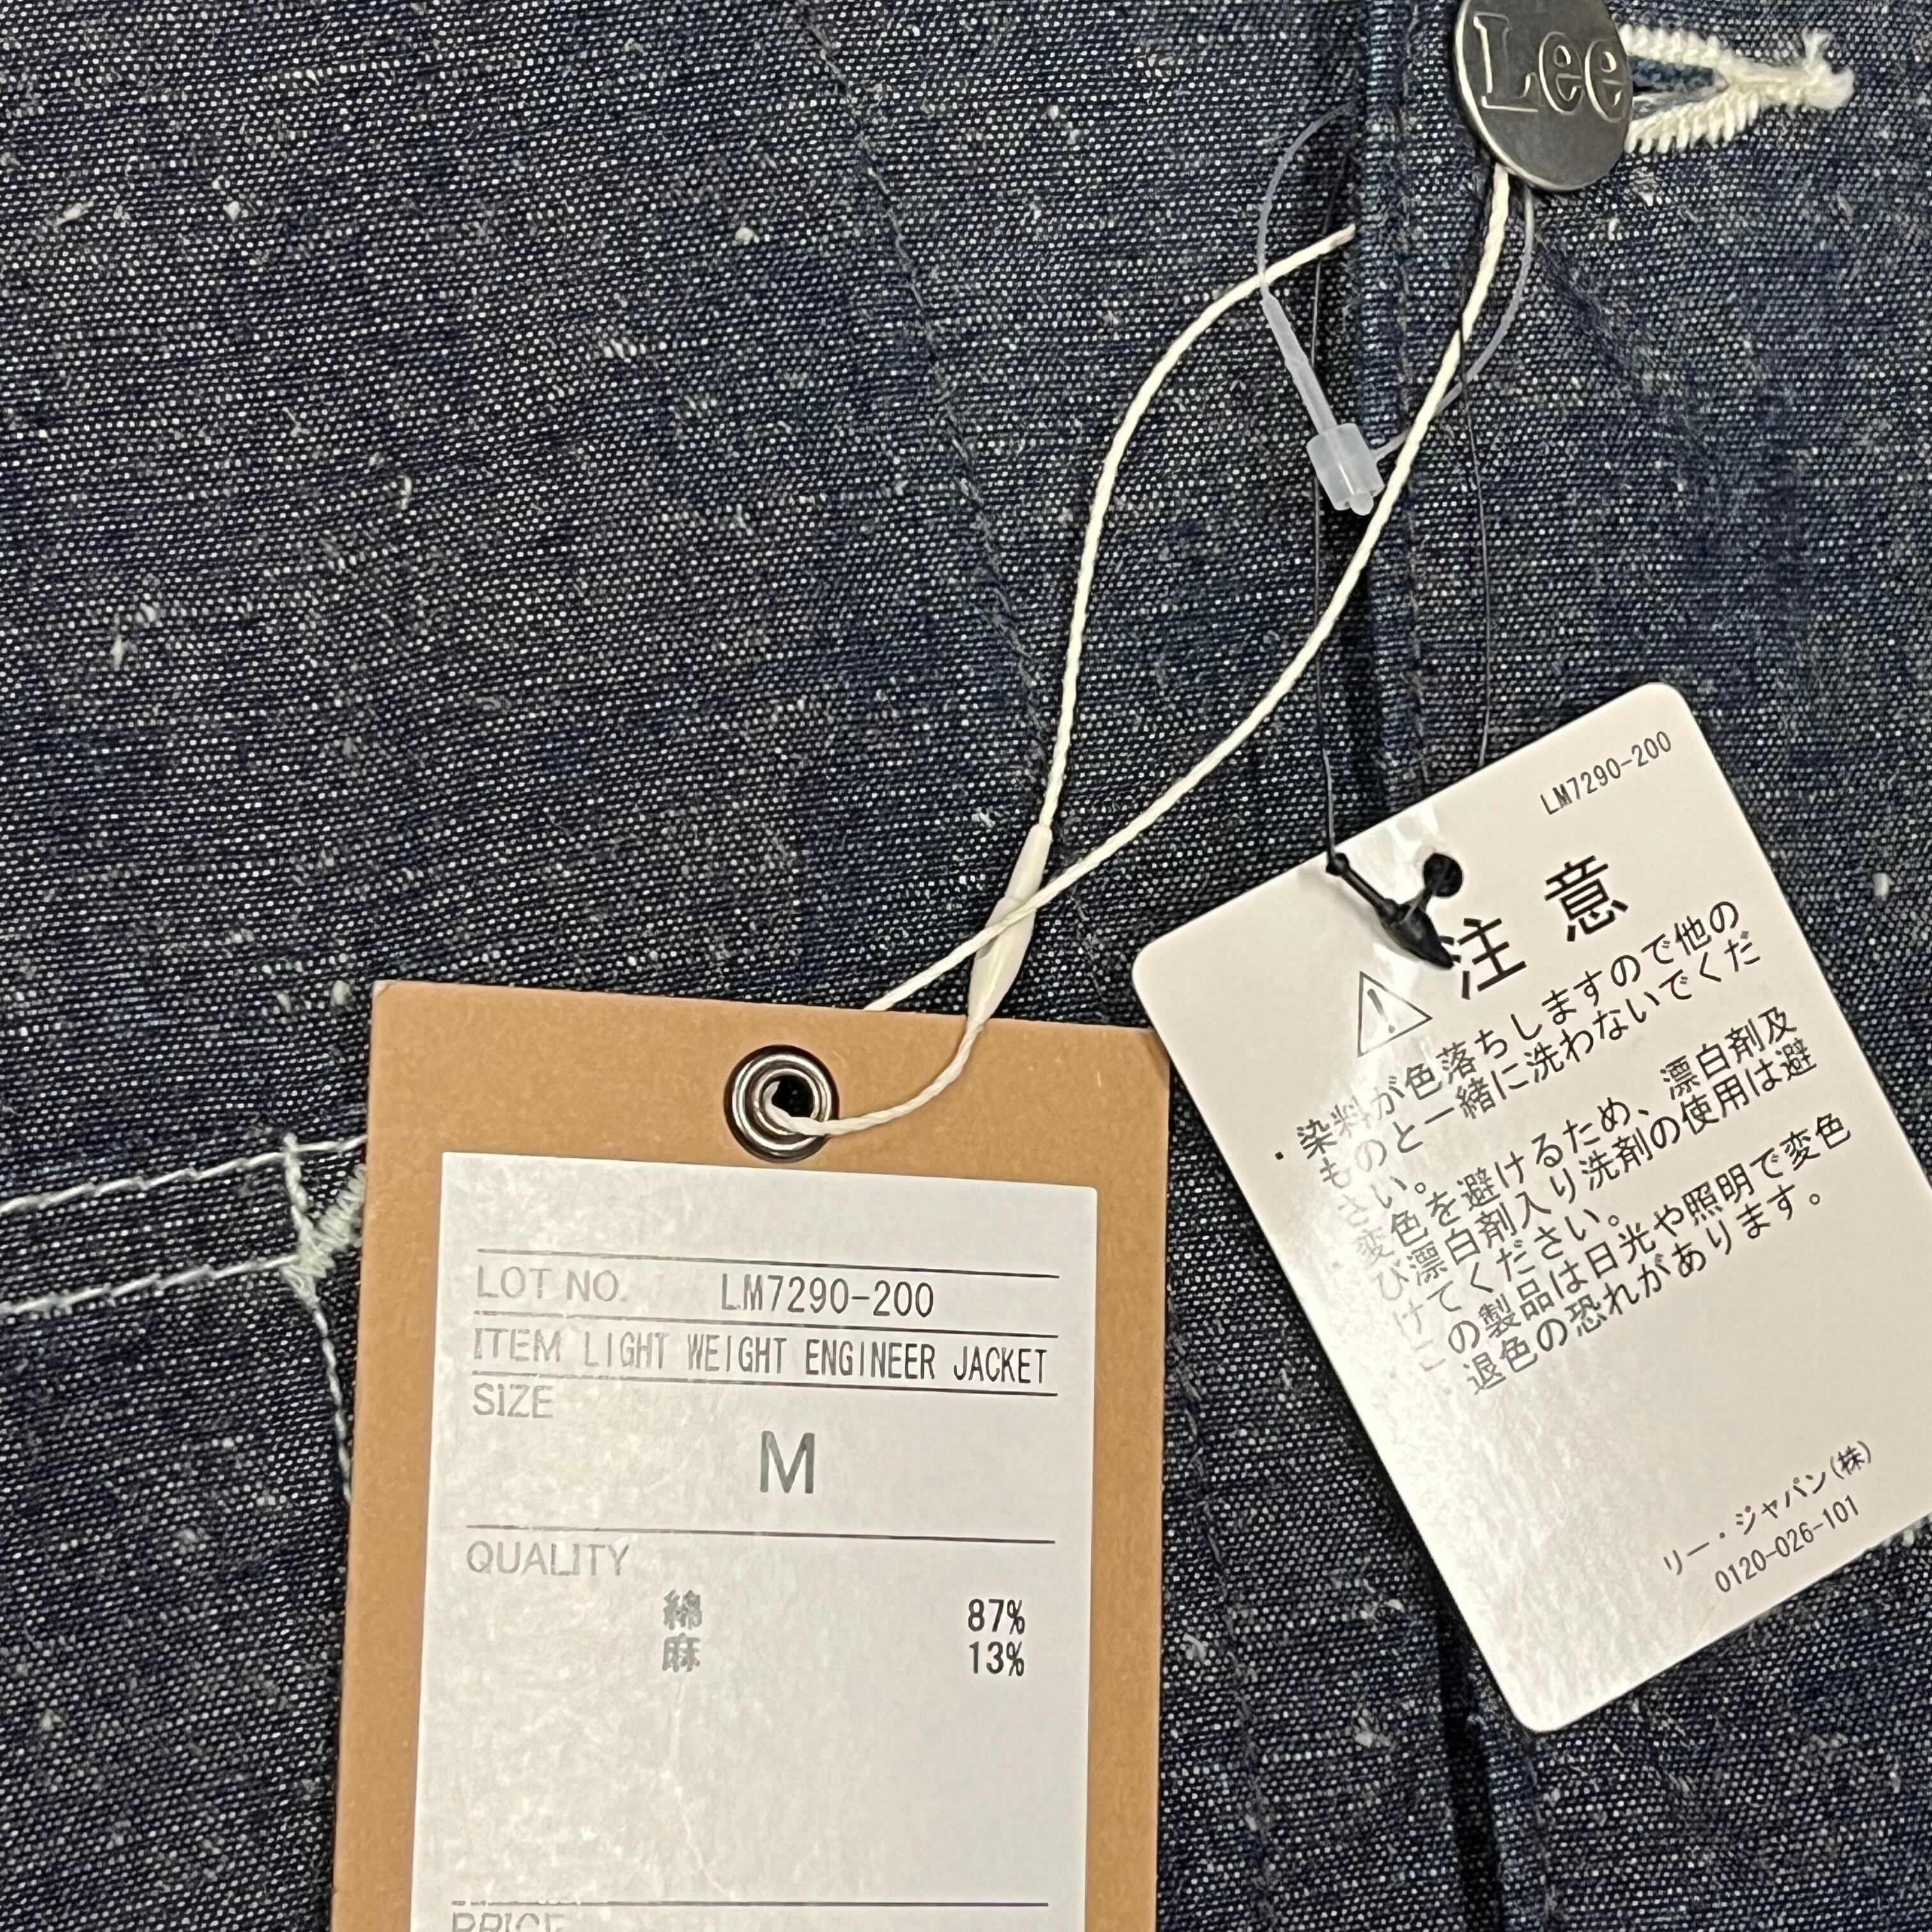 Lee
LM7290-200
注意
・染料が色落ちしますので他の
ものと一緒に洗わないでくだ
さい。
変色を避けるため、漂白剤及
び漂白剤入り洗剤の使用は避
けてください。
この製品は日光や照明で変色
退色の恐れがあります。
リー・ジャパン(株)
0120-026-101
LOT NO. LM7290-200
ITEM LIGHT WEIGHT ENGINEER JACKET
SIZE
M
QUALITY
綿 87%
麻 13%
PRICE